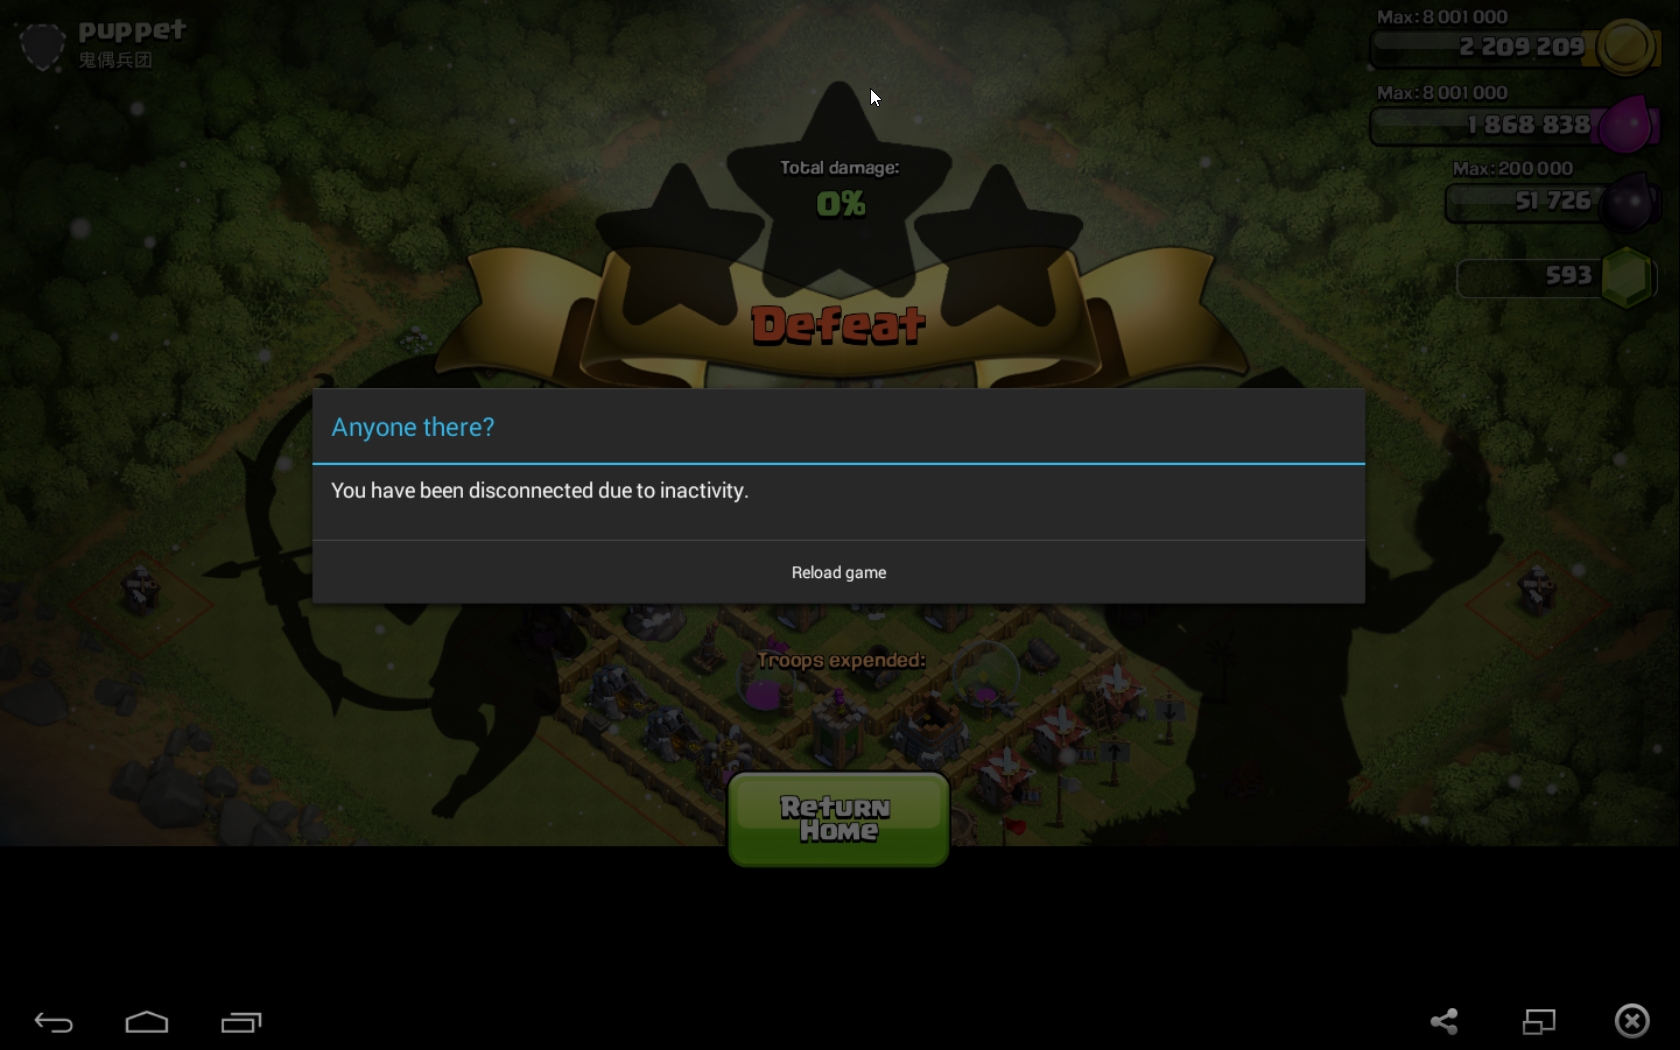 puppet
鬼偶兵团
Max: 8 001 000
2 209 209
Max: 8 001 000
1 868 838
Max: 200 000
51 726
593
Total damage:
0%
Defeat
Anyone there?
You have been disconnected due to inactivity.
Reload game
Troops expended:
Return
Home